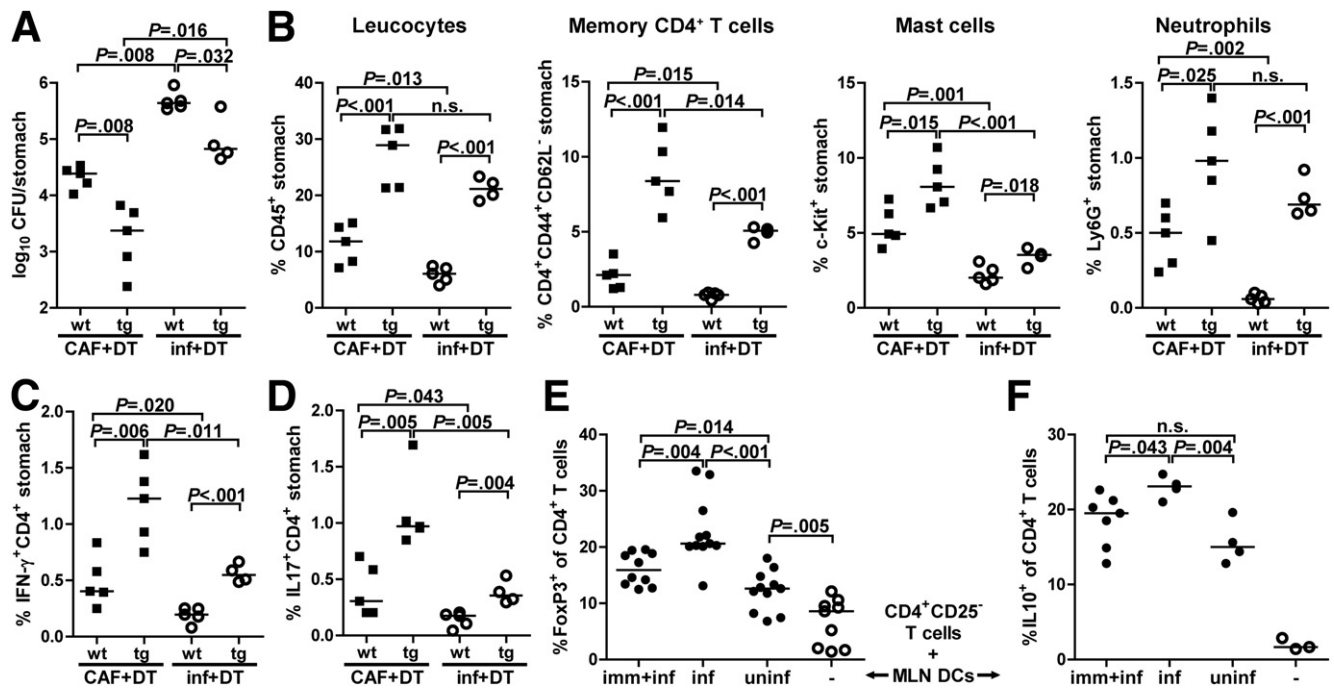 A
P=.016
P=.008 P=.032
P=.008
log10 CFU/stomach
6
5
4
3
2
wt tg wt tg
CAF+DT inf+DT
B
Leucocytes
P=.013
P<.001 n.s.
P<.001
% CD45+ stomach
40
30
20
10
0
wt tg wt tg
CAF+DT inf+DT
Memory CD4+ T cells
P=.015
P<.001 P=.014
P<.001
% CD4+CD44+CD62L- stomach
15
10
5
0
wt tg wt tg
CAF+DT inf+DT
Mast cells
P=.001
P=.015 P<.001
P=.018
% c-Kit+ stomach
15
10
5
0
wt tg wt tg
CAF+DT inf+DT
Neutrophils
P=.002
P=.025 n.s.
P<.001
% Ly6G+ stomach
1.5
1.0
0.5
0.0
wt tg wt tg
CAF+DT inf+DT
C
P=.020
P=.006 P=.011
P<.001
% IFN-γ+CD4+ stomach
2.0
1.5
1.0
0.5
0.0
wt tg wt tg
CAF+DT inf+DT
D
P=.043
P=.005 P=.005
P=.004
% IL17+CD4+ stomach
2.0
1.5
1.0
0.5
0.0
wt tg wt tg
CAF+DT inf+DT
E
P=.014
P=.004 P<.001
P=.005
%FoxP3+ of CD4+ T cells
40
30
20
10
0
imm+inf inf uninf -
CD4+CD25-
T cells
+
MLN DCs
F
n.s.
P=.043 P=.004
%IL10+ of CD4+ T cells
30
20
10
0
imm+inf inf uninf -